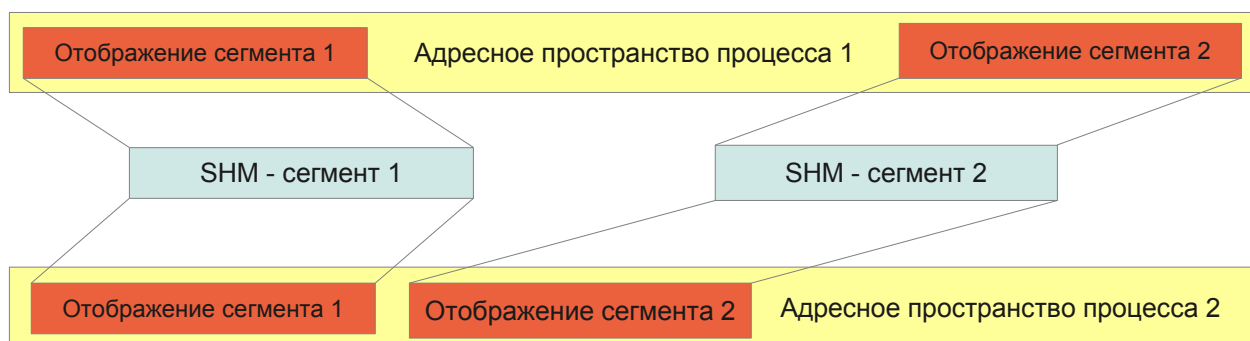 Отображение сегмента 1
Адресное пространство процесса 1
Отображение сегмента 2
SHM - сегмент 1
SHM - сегмент 2
Отображение сегмента 1
Отображение сегмента 2
Адресное пространство процесса 2